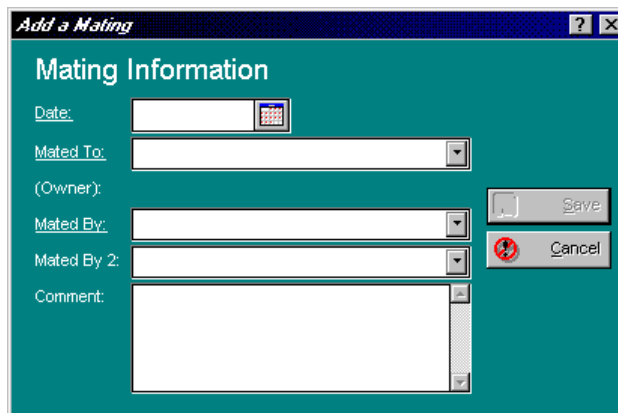 Add a Mating
Mating Information
Date:
Mated To:
(Owner):
Save
Mated By:
Cancel
Mated By 2:
Comment: